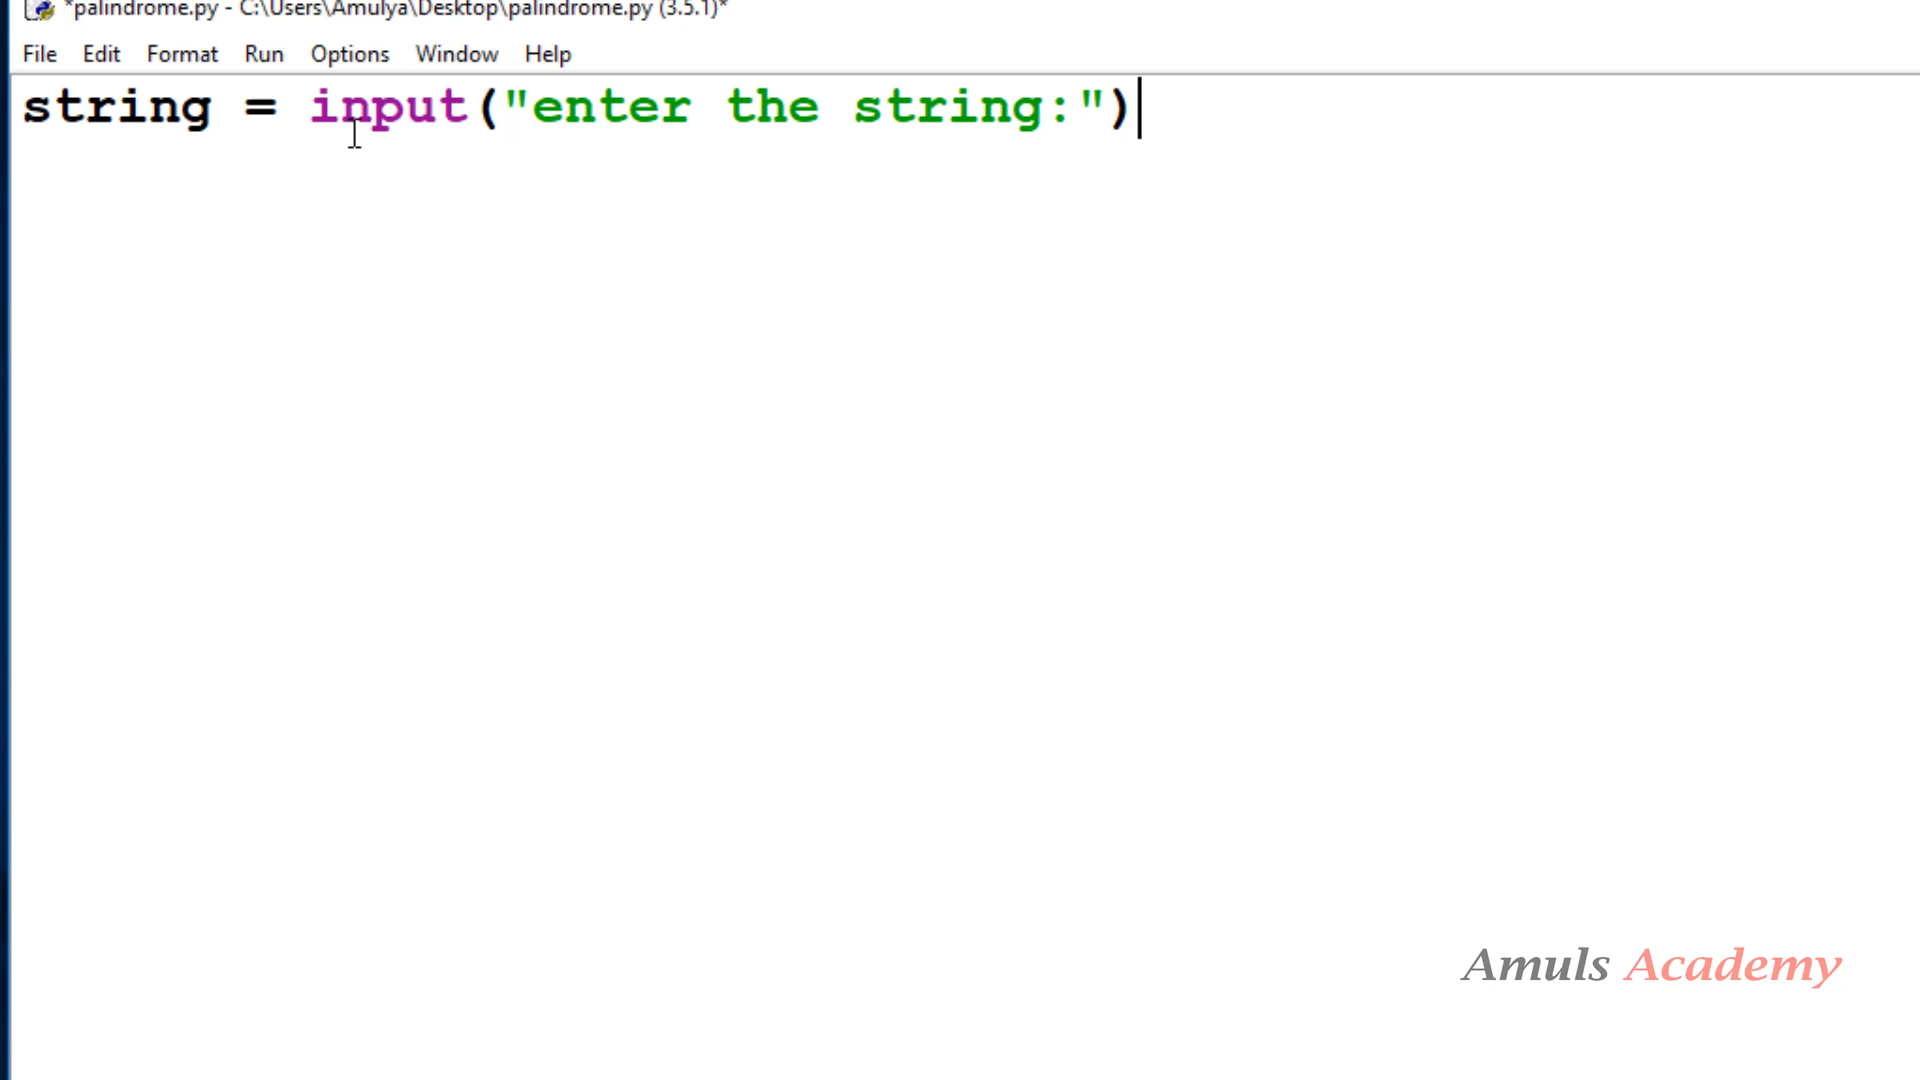 *palindrome.py - C:\Users\Amulya\Desktop\palindrome.py (3.5.1)*
File Edit Format Run Options Window Help
string = input("enter the string:")
Amuls Academy